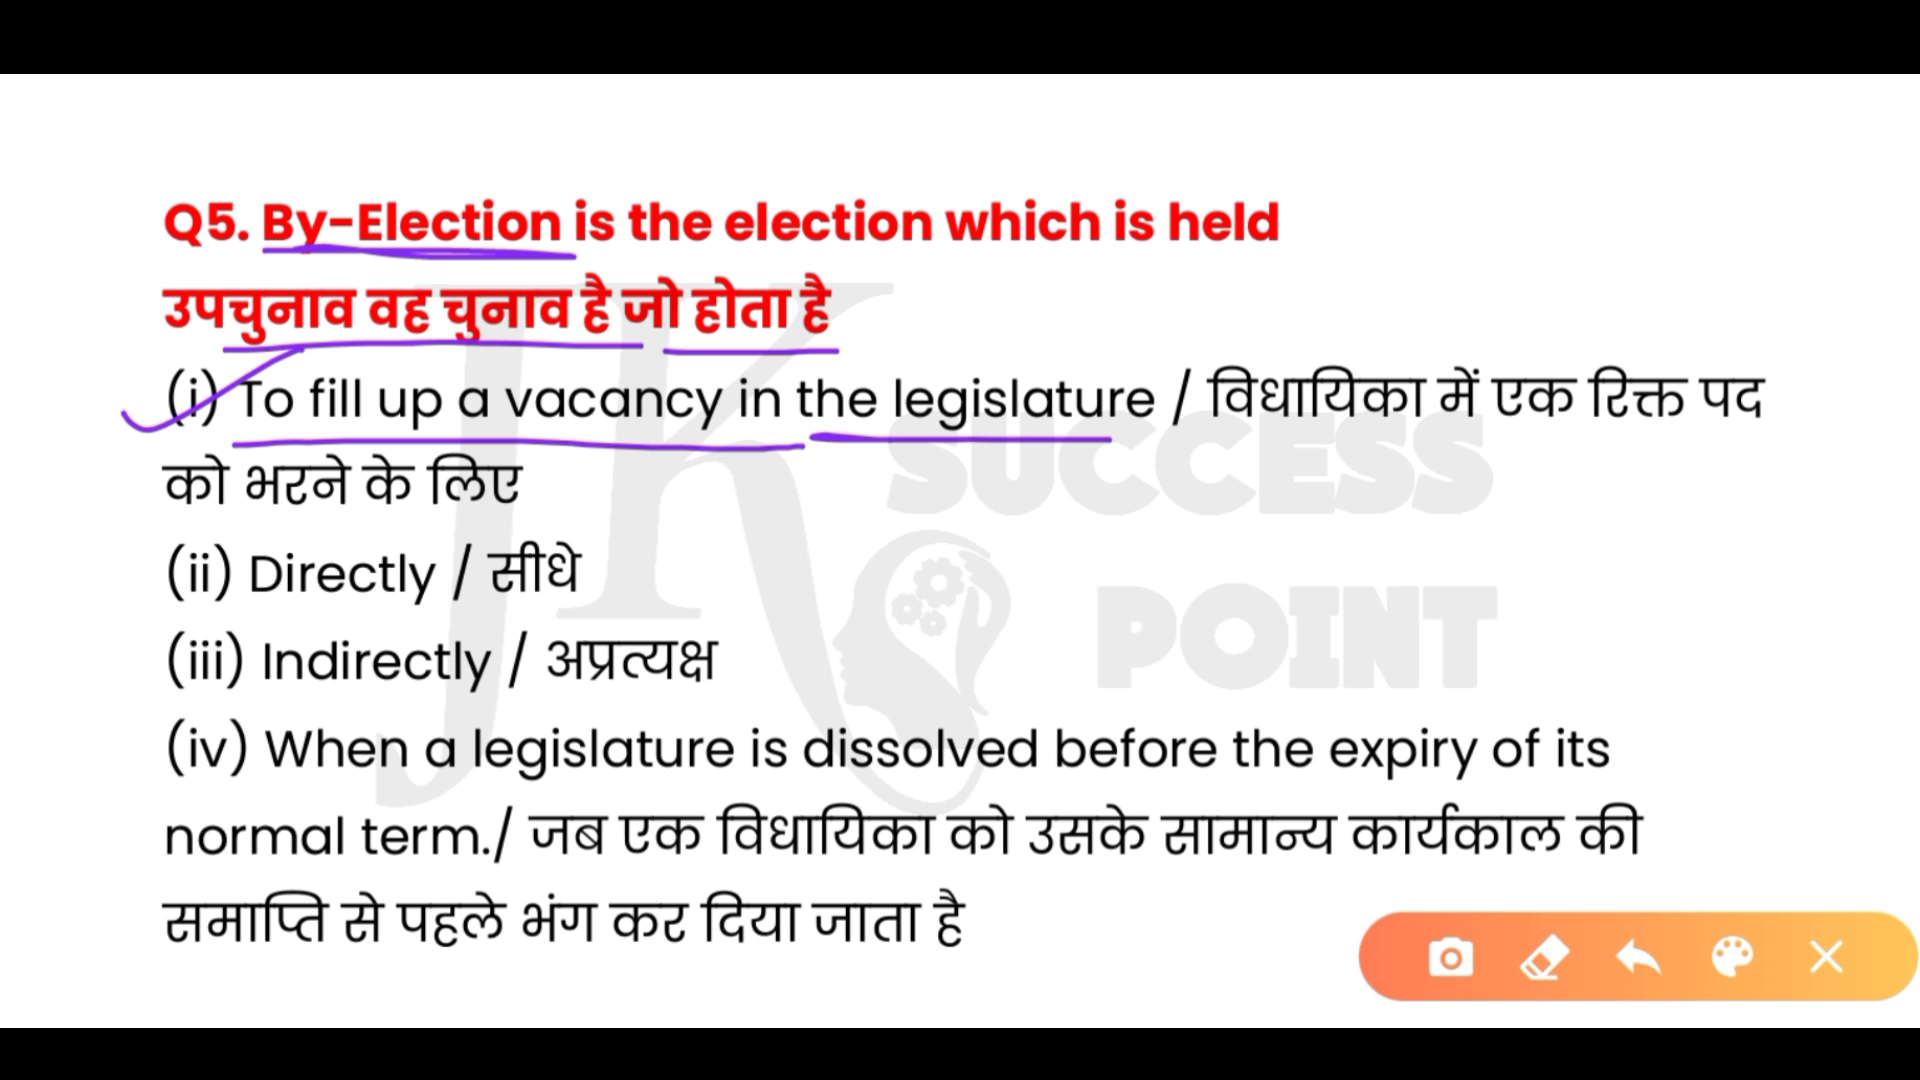 Q5. By-Election is the election which is held
उपचुनाव वह चुनाव है जो होता है
(i) To fill up a vacancy in the legislature / विधायिका में एक रिक्त पद
को भरने के लिए
(ii) Directly / सीधे
(iii) Indirectly / अप्रत्यक्ष
(iv) When a legislature is dissolved before the expiry of its
normal term./ जब एक विधायिका को उसके सामान्य कार्यकाल की
समाप्ति से पहले भंग कर दिया जाता है
JK
SUCCESS
POINT